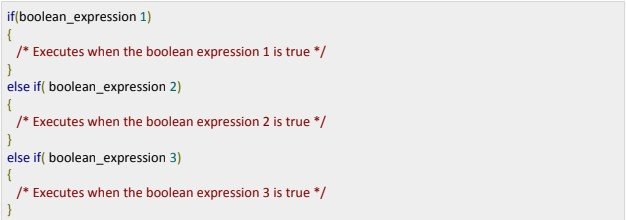 if(boolean_expression 1)
{
/* Executes when the boolean expression 1 is true */
}
else if( boolean_expression 2)
{
/* Executes when the boolean expression 2 is true */
}
else if( boolean_expression 3)
{
/* Executes when the boolean expression 3 is true */
}